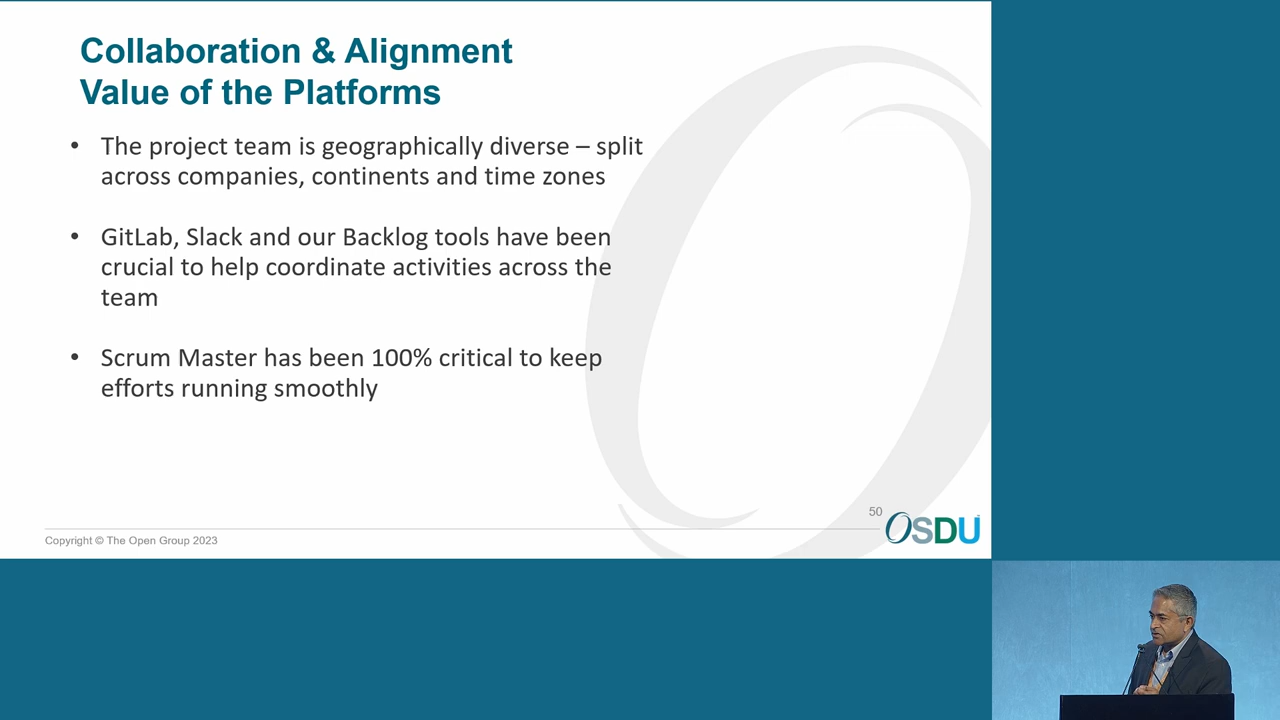 Collaboration & Alignment
Value of the Platforms
• The project team is geographically diverse – split
across companies, continents and time zones
• GitLab, Slack and our Backlog tools have been
crucial to help coordinate activities across the
team
• Scrum Master has been 100% critical to keep
efforts running smoothly
50
OSDU
Copyright © The Open Group 2023